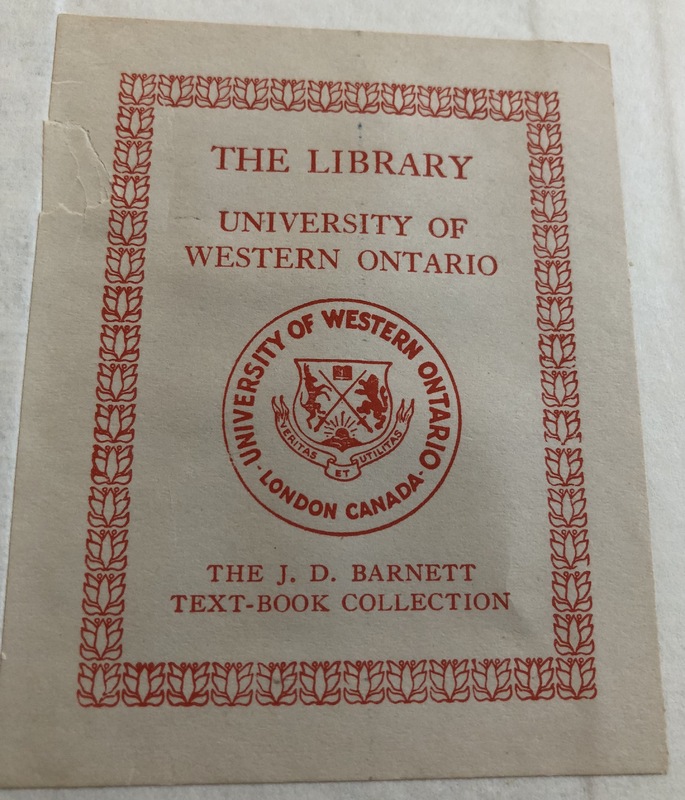 THE LIBRARY
UNIVERSITY OF
WESTERN ONTARIO
UNIVERSITY OF WESTERN ONTARIO
VERITAS ET UTILITAS
· LONDON CANADA ·
THE J. D. BARNETT
TEXT-BOOK COLLECTION